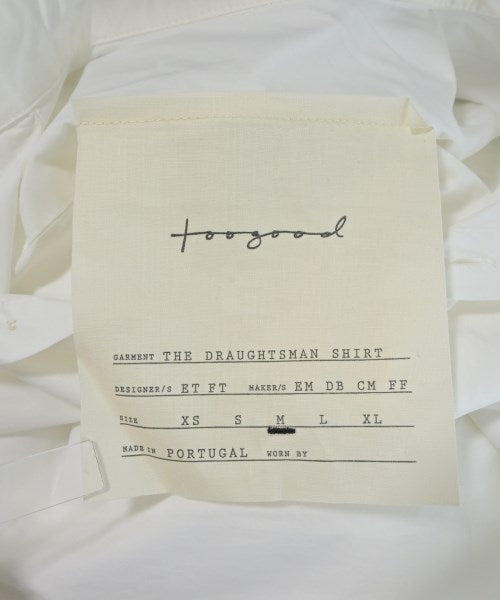 toogood
GARMENT THE DRAUGHTSMAN SHIRT
DESIGNER/S ET FT MAKER/S EM DB CM FF
SIZE XS S M L XL
MADE IN PORTUGAL WORN BY